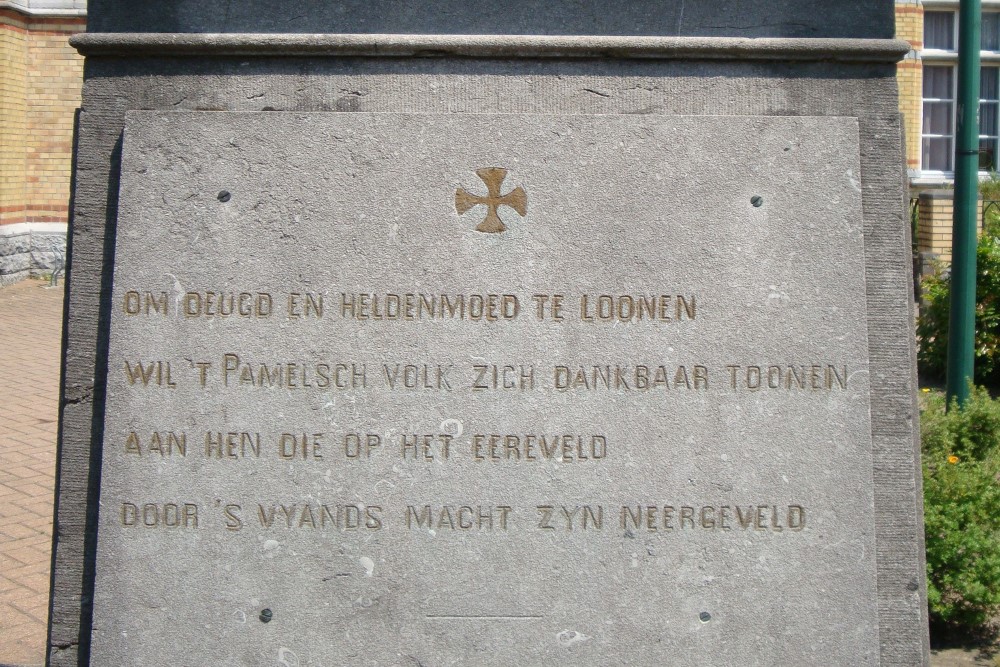 OM DEUGD EN HELDENMOED TE LOONEN
WIL 'T PAMELSCH VOLK ZICH DANKBAAR TOONEN
AAN HEN DIE OP HET EEREVELD
DOOR 'S VYANDS MACHT ZYN NEERGEVELD